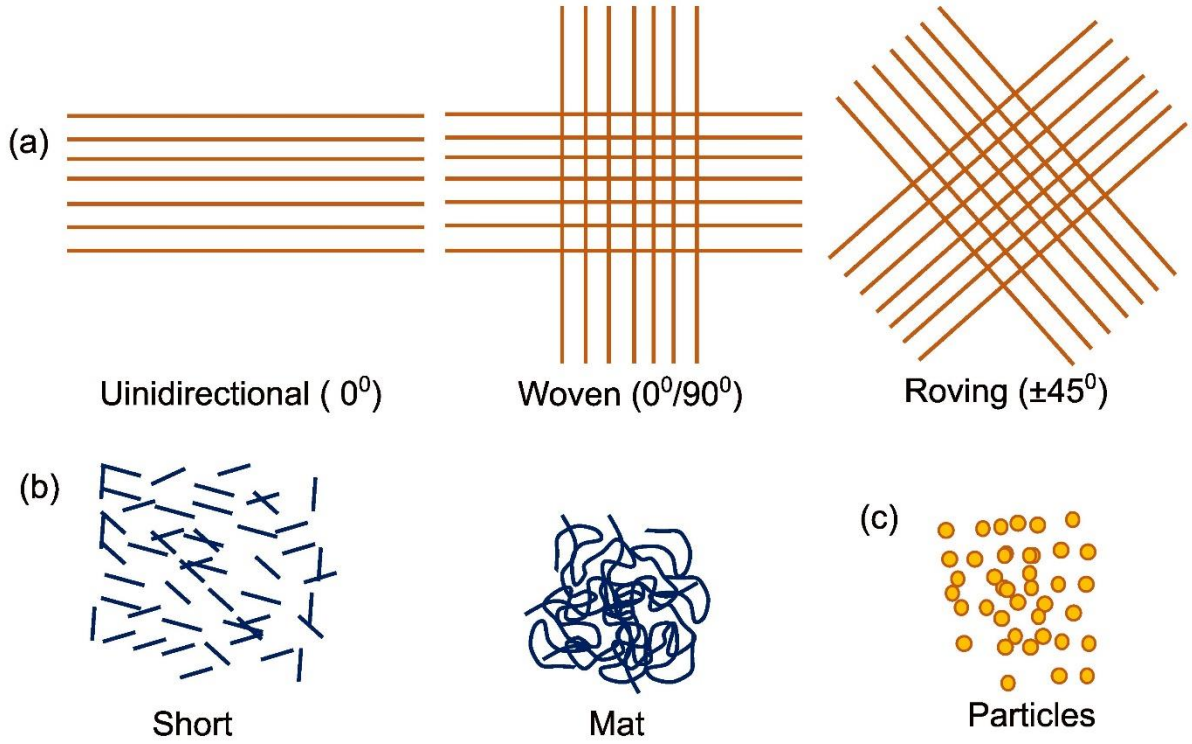 (a)
Uinidirectional ( 0⁰)
Woven (0⁰/90⁰)
Roving (±45⁰)
(b)
(c)
Short
Mat
Particles